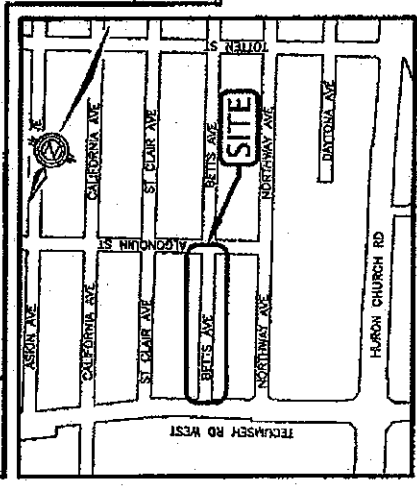 TOTTEN ST
CALIFORNIA AVE
ST CLAIR AVE
BETTS AVE
SITE
NORTHWAY AVE
DAYTONA AVE
ALGONQUIN ST
HURON CHURCH RD
ASKIN AVE
CALIFORNIA AVE
ST CLAIR AVE
BETTS AVE
NORTHWAY AVE
TECUMSEH RD WEST